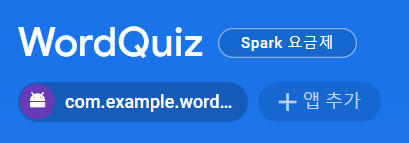 WordQuiz
Spark 요금제
com.example.word…
+ 앱 추가